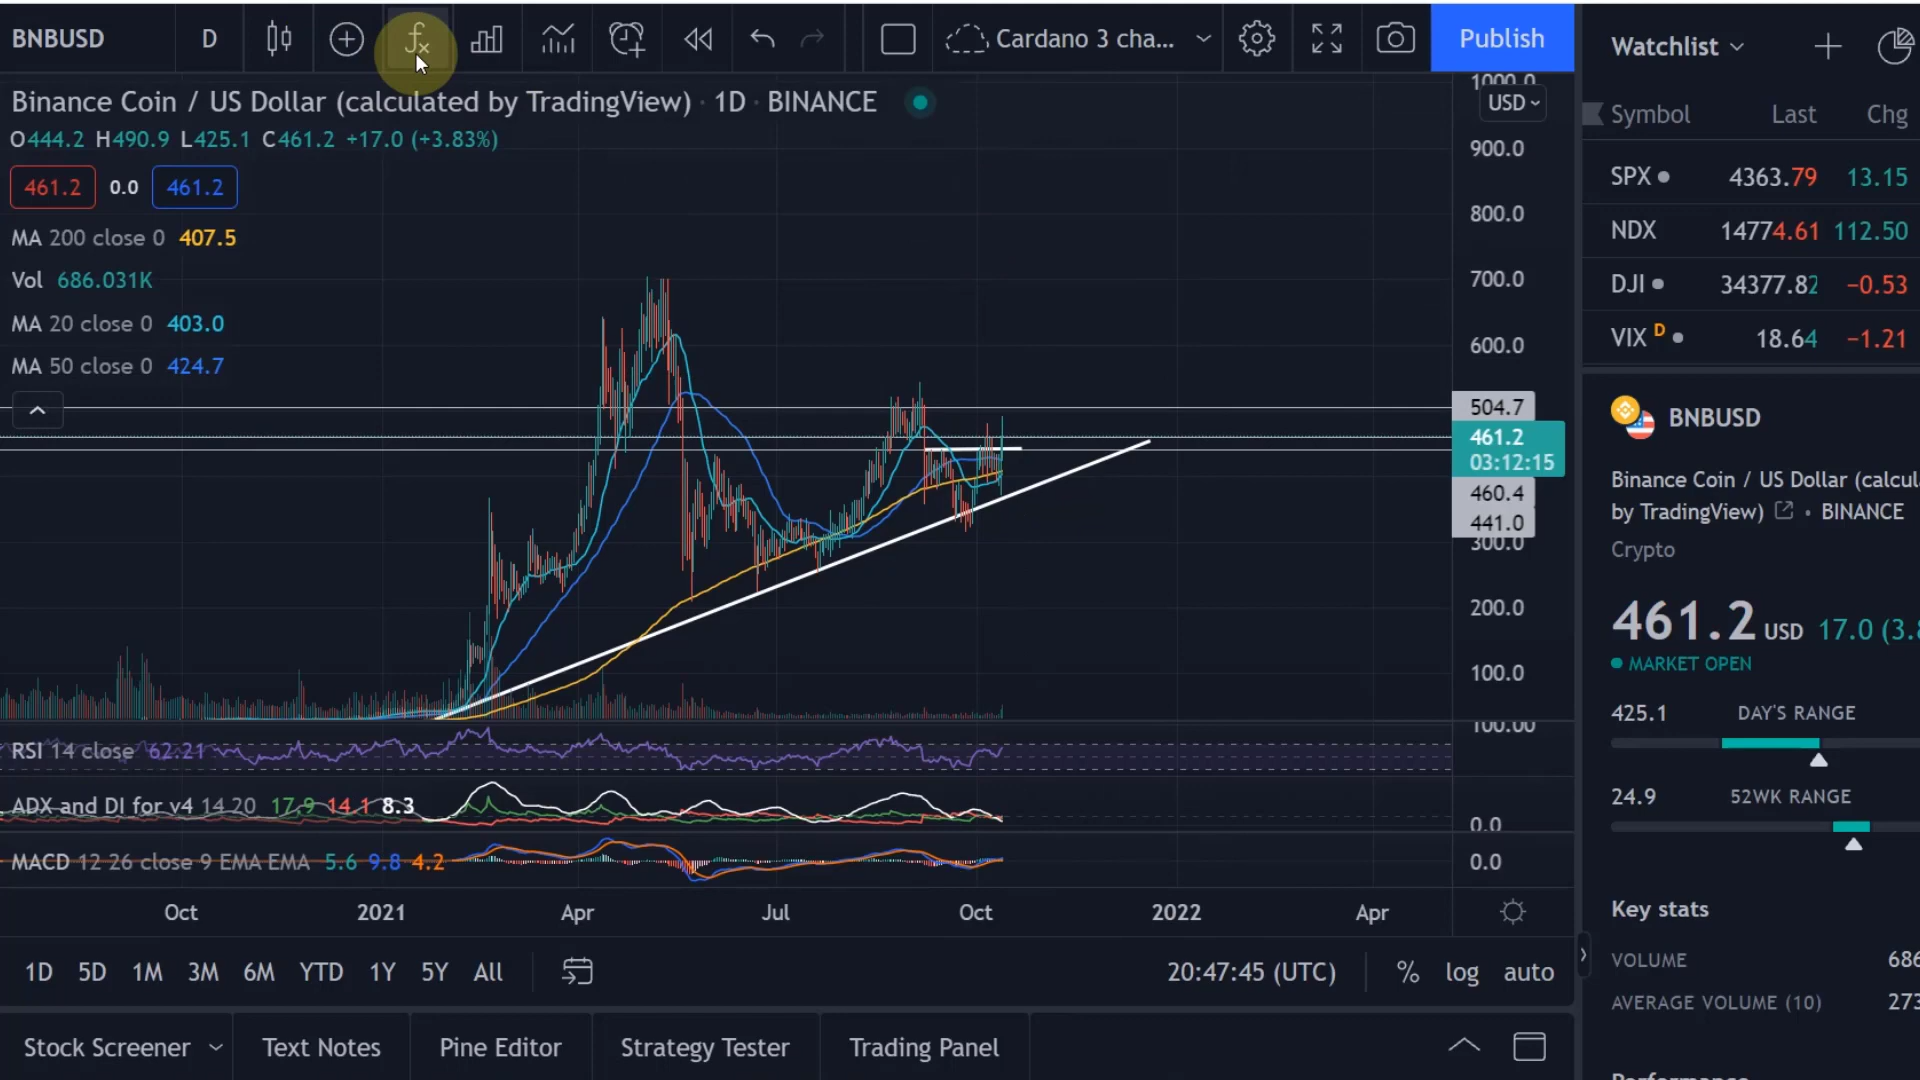 BNBUSD
D
Cardano 3 cha...
Publish
Binance Coin / US Dollar (calculated by TradingView) · 1D · BINANCE
O444.2 H490.9 L425.1 C461.2 +17.0 (+3.83%)
461.2 0.0 461.2
MA 200 close 0 407.5
Vol 686.031K
MA 20 close 0 403.0
MA 50 close 0 424.7
1000.0
USD
900.0
800.0
700.0
600.0
504.7
461.2
03:12:15
460.4
441.0
300.0
200.0
100.0
RSI 14 close 62.21
100.00
ADX and DI for v4 14 20 17.9 14.1 8.3
0.0
MACD 12 26 close 9 EMA EMA 5.6 9.8 4.2
0.0
Oct 2021 Apr Jul Oct 2022 Apr
1D 5D 1M 3M 6M YTD 1Y 5Y All
20:47:45 (UTC) % log auto
Stock Screener Text Notes Pine Editor Strategy Tester Trading Panel
Watchlist
Symbol Last Chg
SPX 4363.79 13.15
NDX 14774.61 112.50
DJI 34377.82 −0.53
VIX D 18.64 −1.21
BNBUSD
Binance Coin / US Dollar (calcul
by TradingView) • BINANCE
Crypto
461.2 USD 17.0 (3.8
MARKET OPEN
425.1 DAY'S RANGE
24.9 52WK RANGE
Key stats
VOLUME 686
AVERAGE VOLUME (10) 273